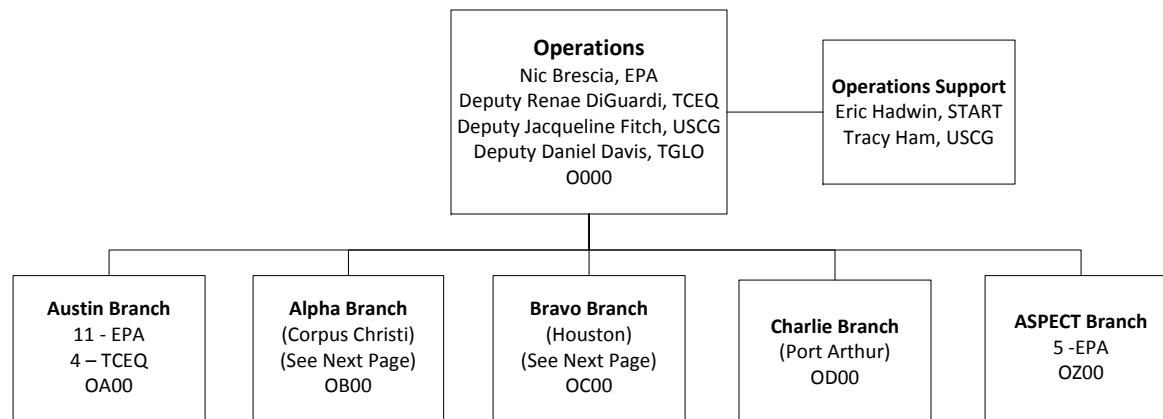 Operations
Nic Brescia, EPA
Deputy Renae DiGuardi, TCEQ
Deputy Jacqueline Fitch, USCG
Deputy Daniel Davis, TGLO
O000
Operations Support
Eric Hadwin, START
Tracy Ham, USCG
Austin Branch
11 - EPA
4 – TCEQ
OA00
Alpha Branch
(Corpus Christi)
(See Next Page)
OB00
Bravo Branch
(Houston)
(See Next Page)
OC00
Charlie Branch
(Port Arthur)
OD00
ASPECT Branch
5 -EPA
OZ00